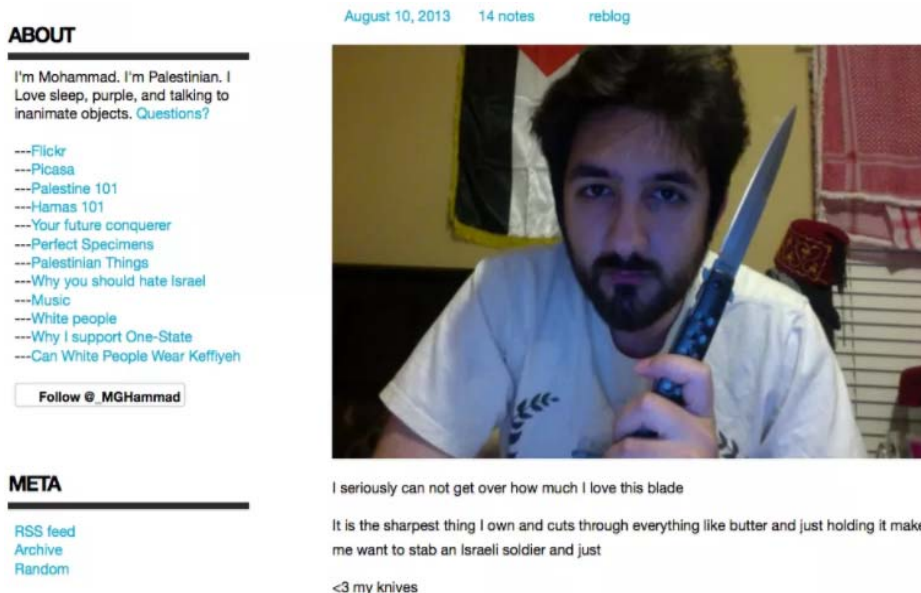 August 10, 2013 14 notes reblog
ABOUT
I'm Mohammad. I'm Palestinian. I
Love sleep, purple, and talking to
inanimate objects. Questions?
---Flickr
---Picasa
---Palestine 101
---Hamas 101
---Your future conquerer
---Perfect Specimens
---Palestinian Things
---Why you should hate Israel
---Music
---White people
---Why I support One-State
---Can White People Wear Keffiyeh
Follow @_MGHammad
META
RSS feed
Archive
Random
I seriously can not get over how much I love this blade
It is the sharpest thing I own and cuts through everything like butter and just holding it make
me want to stab an Israeli soldier and just
<3 my knives